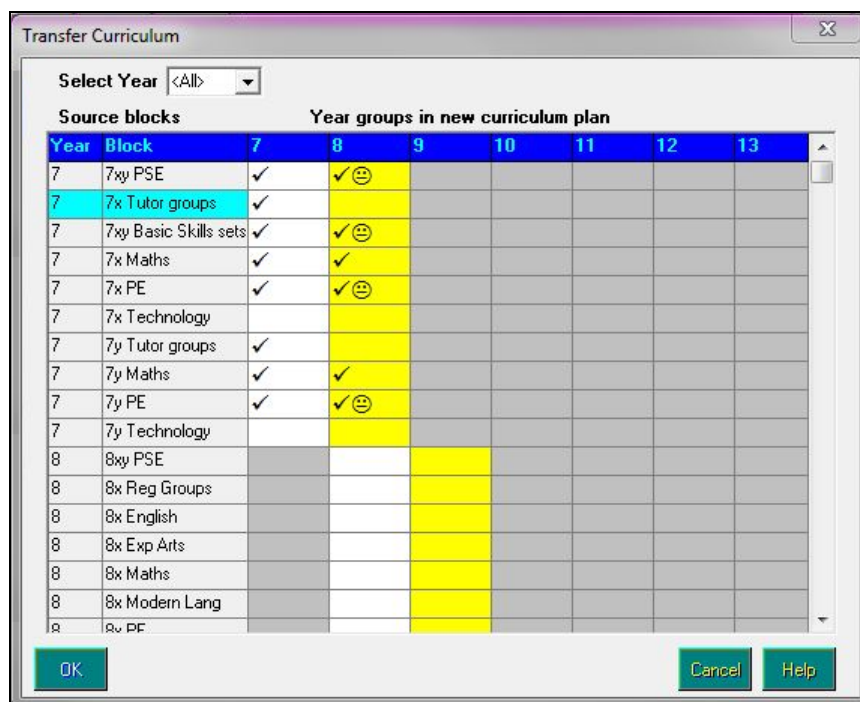 Transfer Curriculum
Select Year <All>
Source blocks Year groups in new curriculum plan
Year Block 7 8 9 10 11 12 13
7 7xy PSE ✓ ✓😐
7 7x Tutor groups ✓
7 7xy Basic Skills sets ✓ ✓😐
7 7x Maths ✓ ✓
7 7x PE ✓ ✓😐
7 7x Technology
7 7y Tutor groups ✓
7 7y Maths ✓ ✓
7 7y PE ✓ ✓😐
7 7y Technology
8 8xy PSE
8 8x Reg Groups
8 8x English
8 8x Exp Arts
8 8x Maths
8 8x Modern Lang
8 8x PE
OK Cancel Help